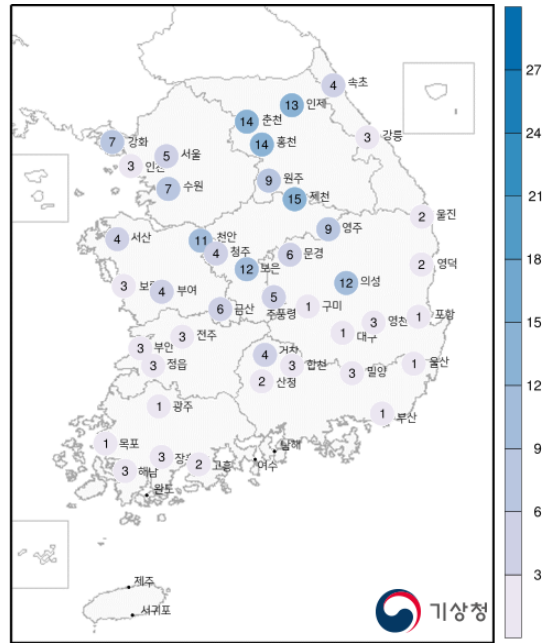 4 속초
13 인제
14 춘천
14 홍천
3 강릉
7 강화
5 서울
3
7 수원
9 원주
15 제천
27
24
21
18
15
12
9
6
3
2 울진
9 영주
4 서산
11 천안
4 청주
6 문경
12 보은
2 영덕
12 의성
3
4 부여
5 추풍령
6 금산
1 구미
1 포항
3 영천
1 대구
3 전주
3 부안
3 정읍
4 거창
3 합천
2 산청
3 밀양
1 울산
1 부산
1 광주
1 목포
3 해남
3
2 고흥
남해
여수
완도
제주
서귀포
기상청